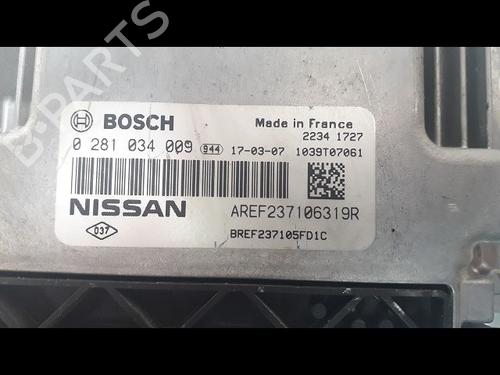 B-PARTS
BOSCH
Made in France
2234 1727
0 281 034 009 944 17-03-07 1039T07061
NISSAN
AREF237106319R
037
BREF237105FD1C